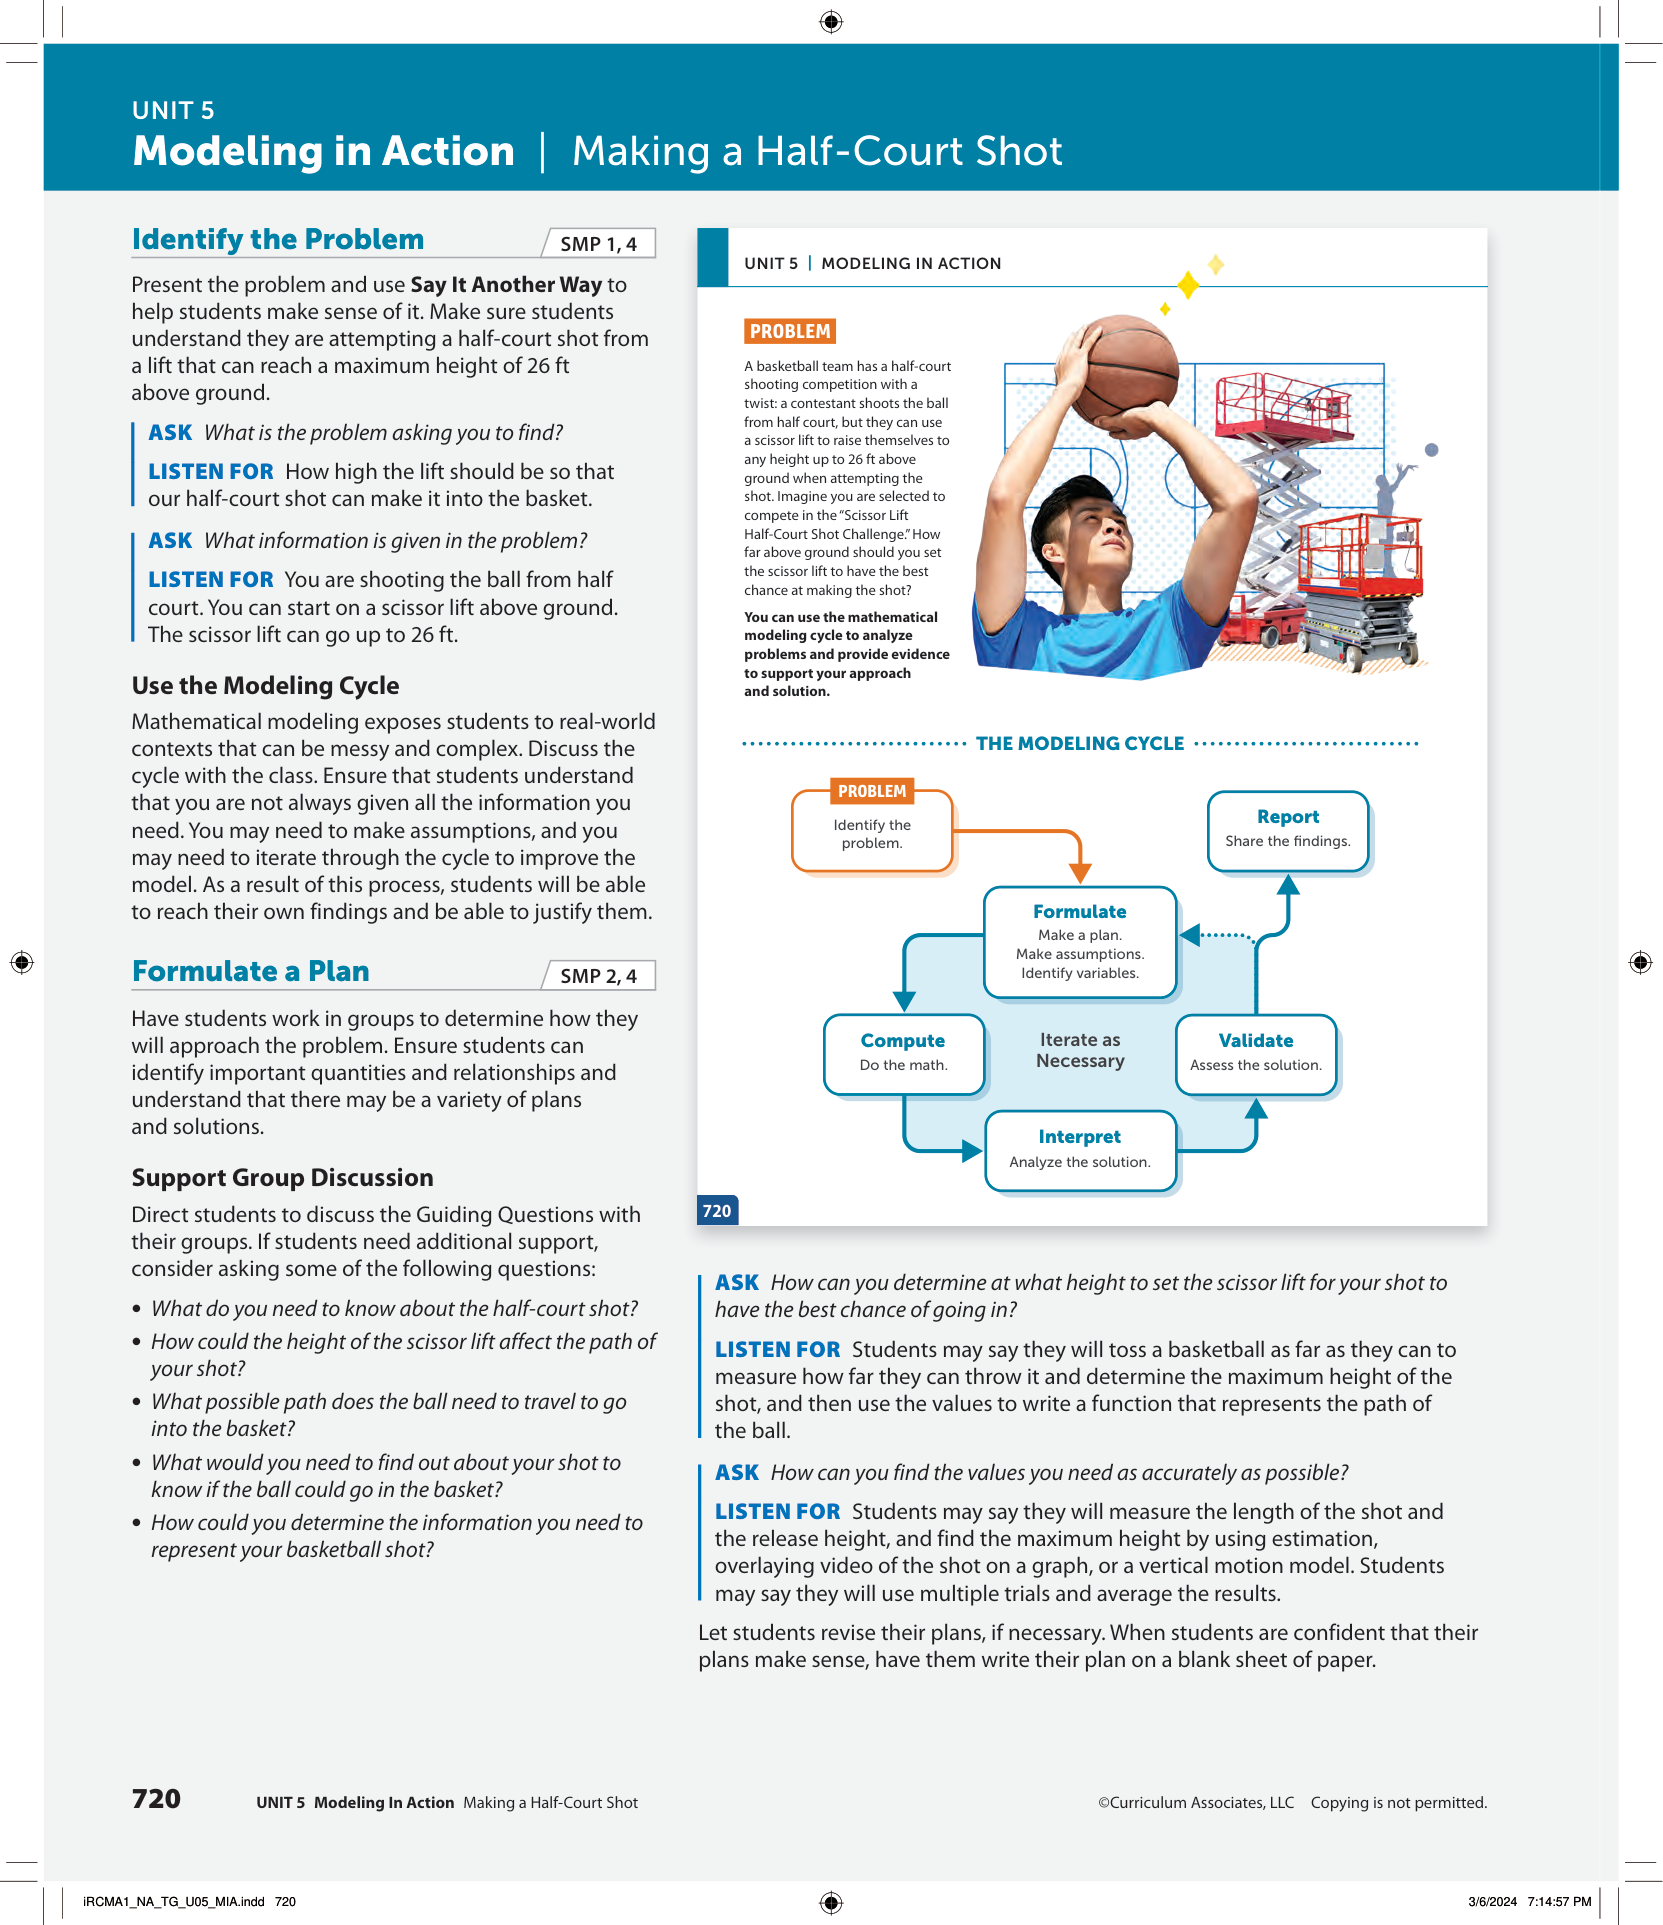 UNIT 5
Modeling in Action | Making a Half-Court Shot
Identify the Problem
SMP 1, 4
Present the problem and use Say It Another Way to
help students make sense of it. Make sure students
understand they are attempting a half-court shot from
a lift that can reach a maximum height of 26 ft
above ground.
ASK What is the problem asking you to find?
LISTEN FOR How high the lift should be so that
our half-court shot can make it into the basket.
ASK What information is given in the problem?
LISTEN FOR You are shooting the ball from half
court. You can start on a scissor lift above ground.
The scissor lift can go up to 26 ft.
Use the Modeling Cycle
Mathematical modeling exposes students to real-world
contexts that can be messy and complex. Discuss the
cycle with the class. Ensure that students understand
that you are not always given all the information you
need. You may need to make assumptions, and you
may need to iterate through the cycle to improve the
model. As a result of this process, students will be able
to reach their own findings and be able to justify them.
Formulate a Plan
SMP 2, 4
Have students work in groups to determine how they
will approach the problem. Ensure students can
identify important quantities and relationships and
understand that there may be a variety of plans
and solutions.
Support Group Discussion
Direct students to discuss the Guiding Questions with
their groups. If students need additional support,
consider asking some of the following questions:
• What do you need to know about the half-court shot?
• How could the height of the scissor lift affect the path of
your shot?
• What possible path does the ball need to travel to go
into the basket?
• What would you need to find out about your shot to
know if the ball could go in the basket?
• How could you determine the information you need to
represent your basketball shot?
UNIT 5 | MODELING IN ACTION
PROBLEM
A basketball team has a half-court
shooting competition with a
twist: a contestant shoots the ball
from half court, but they can use
a scissor lift to raise themselves to
any height up to 26 ft above
ground when attempting the
shot. Imagine you are selected to
compete in the “Scissor Lift
Half-Court Shot Challenge.” How
far above ground should you set
the scissor lift to have the best
chance at making the shot?
You can use the mathematical
modeling cycle to analyze
problems and provide evidence
to support your approach
and solution.
THE MODELING CYCLE
PROBLEM
Identify the
problem.
Report
Share the findings.
Formulate
Make a plan.
Make assumptions.
Identify variables.
Compute
Do the math.
Iterate as
Necessary
Validate
Assess the solution.
Interpret
Analyze the solution.
720
ASK How can you determine at what height to set the scissor lift for your shot to
have the best chance of going in?
LISTEN FOR Students may say they will toss a basketball as far as they can to
measure how far they can throw it and determine the maximum height of the
shot, and then use the values to write a function that represents the path of
the ball.
ASK How can you find the values you need as accurately as possible?
LISTEN FOR Students may say they will measure the length of the shot and
the release height, and find the maximum height by using estimation,
overlaying video of the shot on a graph, or a vertical motion model. Students
may say they will use multiple trials and average the results.
Let students revise their plans, if necessary. When students are confident that their
plans make sense, have them write their plan on a blank sheet of paper.
720 UNIT 5 Modeling In Action Making a Half-Court Shot
©Curriculum Associates, LLC Copying is not permitted.
iRCMA1_NA_TG_U05_MIA.indd 720
3/6/2024 7:14:57 PM